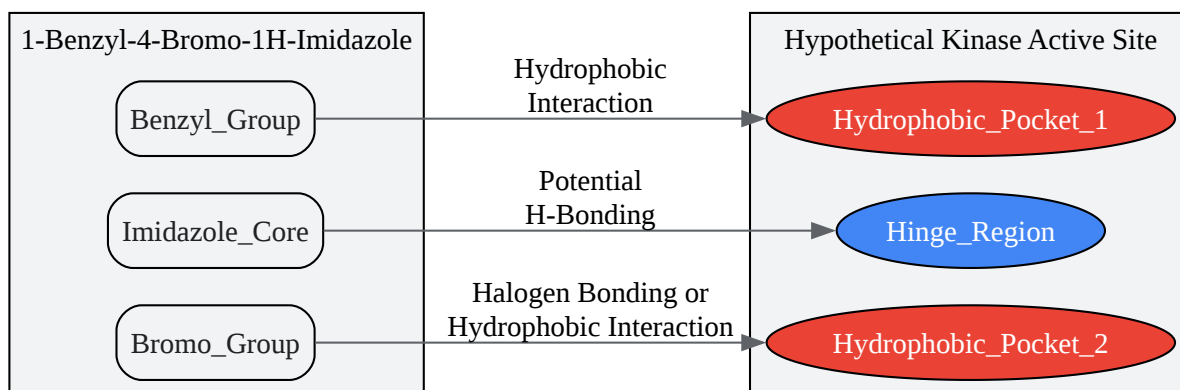 1-Benzyl-4-Bromo-1H-Imidazole
Hypothetical Kinase Active Site
Benzyl_Group
Hydrophobic
Interaction
Hydrophobic_Pocket_1
Imidazole_Core
Potential
H-Bonding
Hinge_Region
Bromo_Group
Halogen Bonding or
Hydrophobic Interaction
Hydrophobic_Pocket_2